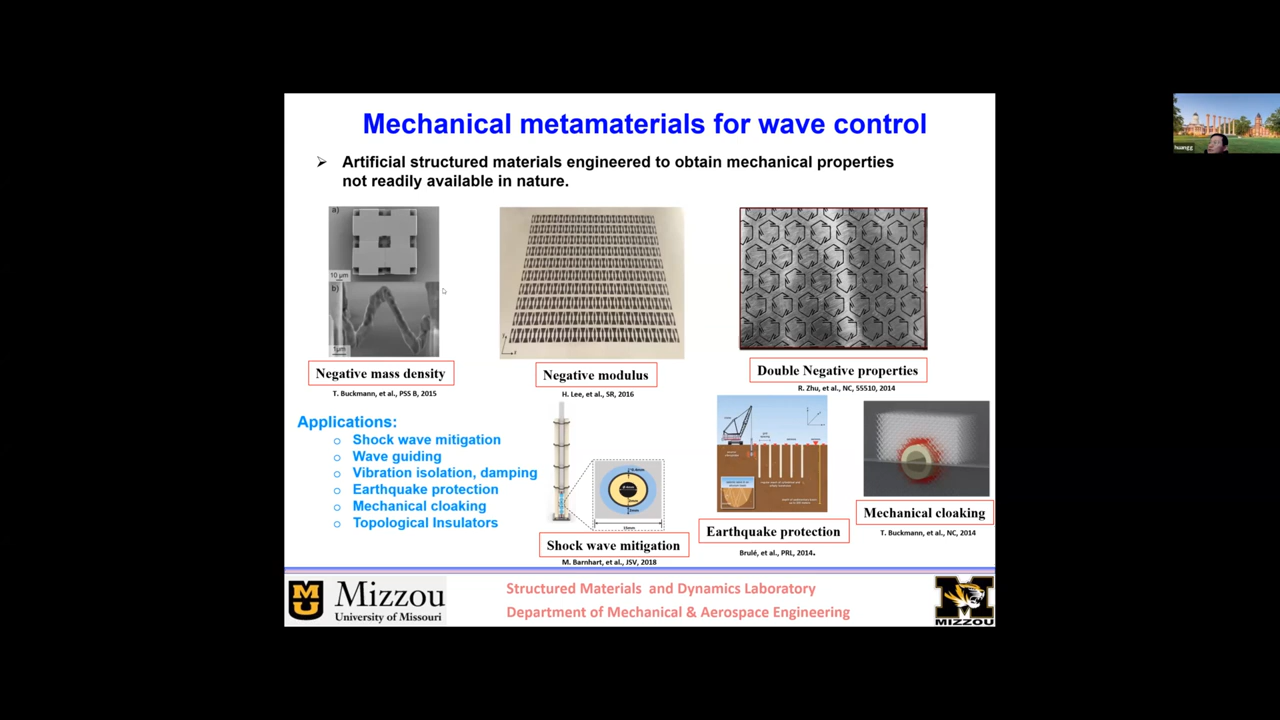 Mechanical metamaterials for wave control
Artificial structured materials engineered to obtain mechanical properties
not readily available in nature.
a)
10 μm
b)
Negative mass density
T. Buckmann, et al., PSS B, 2015
Negative modulus
H. Lee, et al., SR, 2016
Double Negative properties
R. Zhu, et al., NC, 55510, 2014
Applications:
Shock wave mitigation
Wave guiding
Vibration isolation, damping
Earthquake protection
Mechanical cloaking
Topological Insulators
15mm
Shock wave mitigation
M. Barnhart, et al., JSV, 2018
Earthquake protection
Brulé, et al., PRL, 2014.
Mechanical cloaking
T. Buckmann, et al., NC, 2014
Mizzou
University of Missouri
Structured Materials and Dynamics Laboratory
Department of Mechanical & Aerospace Engineering
MIZZOU
huangg